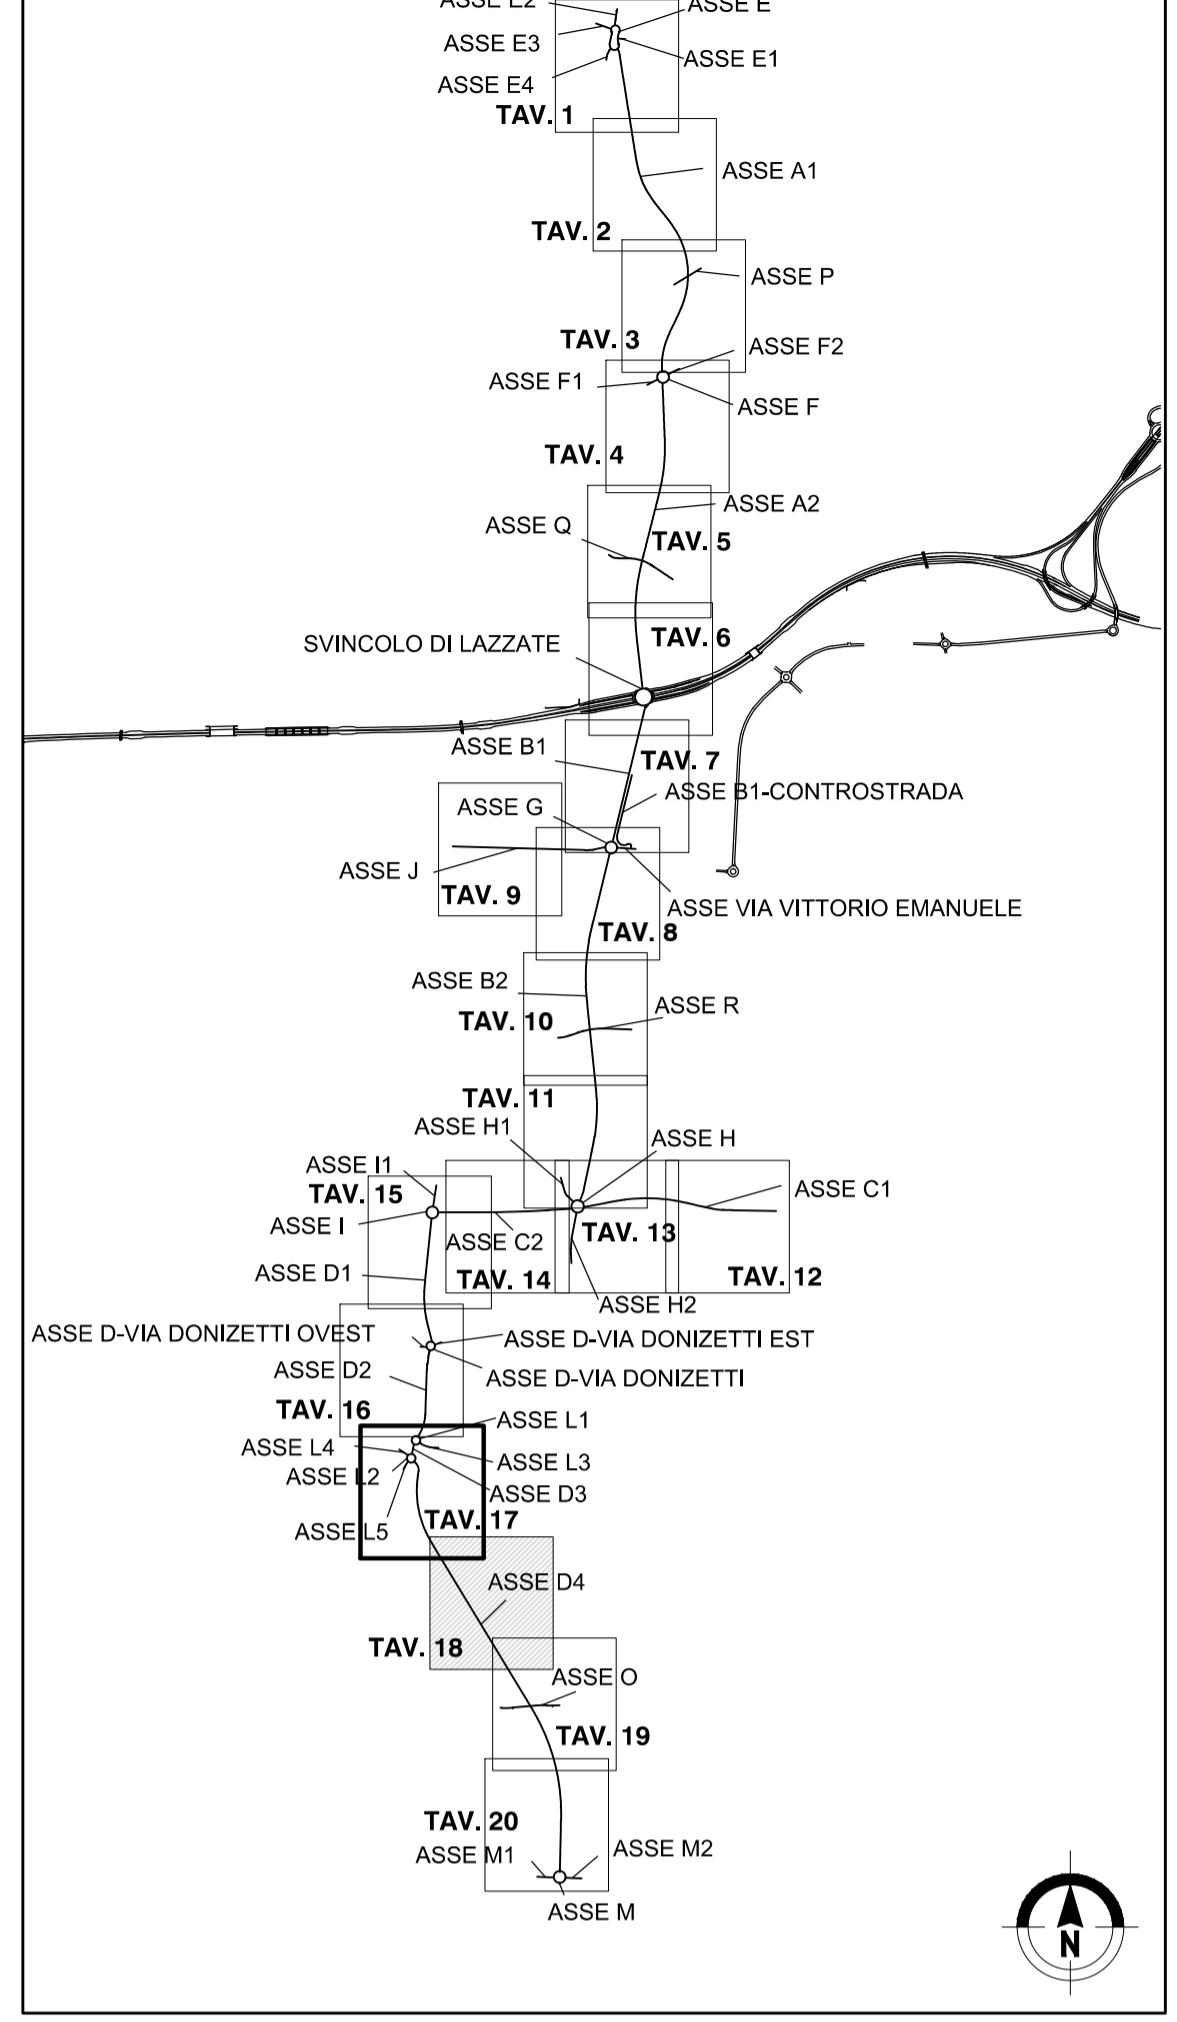 ASSE E2
ASSE E
ASSE E3
ASSE E1
ASSE E4
TAV. 1
ASSE A1
TAV. 2
ASSE P
TAV. 3
ASSE F2
ASSE F1
ASSE F
TAV. 4
ASSE A2
ASSE Q
TAV. 5
TAV. 6
SVINCOLO DI LAZZATE
ASSE B1
TAV. 7
ASSE B1-CONTROSTRADA
ASSE G
ASSE J
TAV. 9
ASSE VIA VITTORIO EMANUELE
TAV. 8
ASSE B2
ASSE R
TAV. 10
TAV. 11
ASSE H1
ASSE H
ASSE I1
TAV. 15
ASSE C1
ASSE I
TAV. 13
ASSE C2
ASSE D1
TAV. 14
TAV. 12
ASSE H2
ASSE D-VIA DONIZETTI OVEST
ASSE D-VIA DONIZETTI EST
ASSE D2
ASSE D-VIA DONIZETTI
TAV. 16
ASSE L1
ASSE L4
ASSE L3
ASSE L2
ASSE D3
TAV. 17
ASSE L5
ASSE D4
TAV. 18
ASSE O
TAV. 19
TAV. 20
ASSE M1
ASSE M2
ASSE M
N